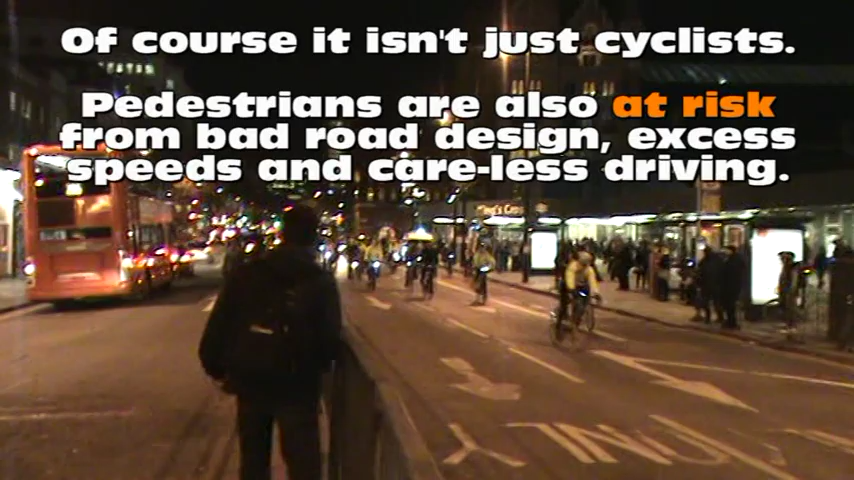 Of course it isn't just cyclists.
Pedestrians are also at risk
from bad road design, excess
speeds and care-less driving.
ONLY